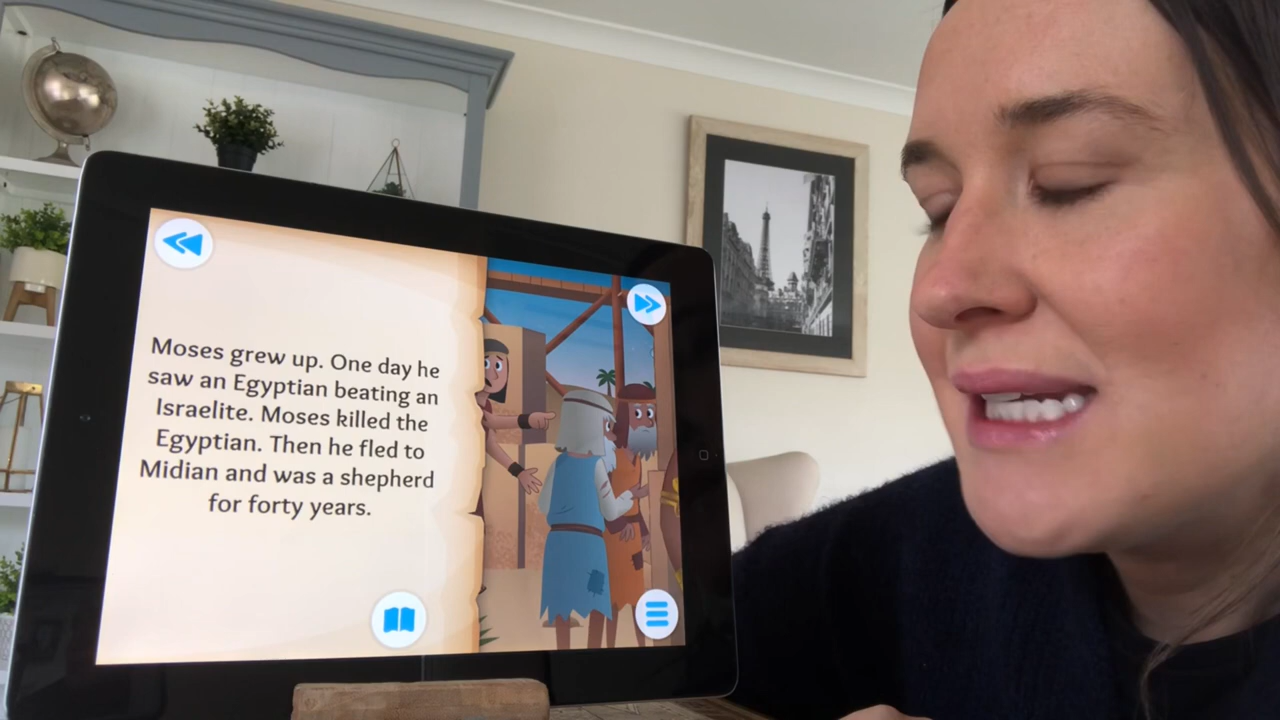 Moses grew up. One day he
saw an Egyptian beating an
Israelite. Moses killed the
Egyptian. Then he fled to
Midian and was a shepherd
for forty years.